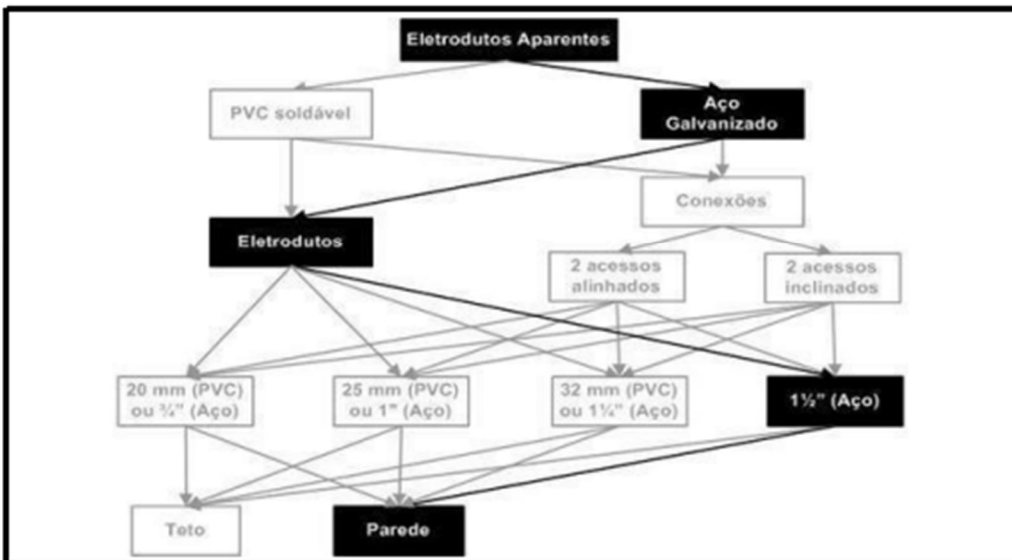 Eletrodutos Aparentes
PVC soldável
Aço
Galvanizado
Conexões
Eletrodutos
2 acessos
alinhados
2 acessos
inclinados
20 mm (PVC)
ou ¾" (Aço)
25 mm (PVC)
ou 1" (Aço)
32 mm (PVC)
ou 1¼" (Aço)
1½" (Aço)
Teto
Parede